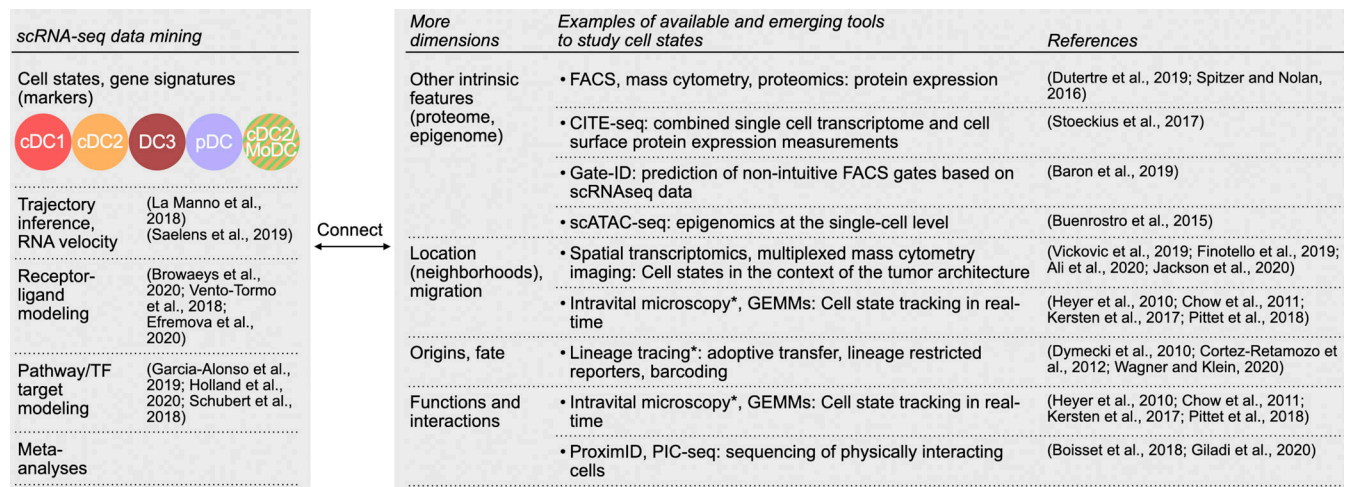 scRNA-seq data mining
Cell states, gene signatures
(markers)
cDC1
cDC2
DC3
pDC
cDC2/
MoDC
Trajectory
inference,
RNA velocity
(La Manno et al.,
2018)
(Saelens et al., 2019)
Receptor-
ligand
modeling
(Browaeys et al.,
2020; Vento-Tormo
et al., 2018;
Efremova et al.,
2020)
Pathway/TF
target
modeling
(Garcia-Alonso et al.,
2019; Holland et al.,
2020; Schubert et al.,
2018)
Meta-
analyses
Connect
More
dimensions
Examples of available and emerging tools
to study cell states
References
Other intrinsic
features
(proteome,
epigenome)
• FACS, mass cytometry, proteomics: protein expression
(Dutertre et al., 2019; Spitzer and Nolan,
2016)
• CITE-seq: combined single cell transcriptome and cell
surface protein expression measurements
(Stoeckius et al., 2017)
• Gate-ID: prediction of non-intuitive FACS gates based on
scRNAseq data
(Baron et al., 2019)
• scATAC-seq: epigenomics at the single-cell level
(Buenrostro et al., 2015)
Location
(neighborhoods),
migration
• Spatial transcriptomics, multiplexed mass cytometry
imaging: Cell states in the context of the tumor architecture
(Vickovic et al., 2019; Finotello et al., 2019;
Ali et al., 2020; Jackson et al., 2020)
• Intravital microscopy*, GEMMs: Cell state tracking in real-
time
(Heyer et al., 2010; Chow et al., 2011;
Kersten et al., 2017; Pittet et al., 2018)
Origins, fate
• Lineage tracing*: adoptive transfer, lineage restricted
reporters, barcoding
(Dymecki et al., 2010; Cortez-Retamozo et
al., 2012; Wagner and Klein, 2020)
Functions and
interactions
• Intravital microscopy*, GEMMs: Cell state tracking in real-
time
(Heyer et al., 2010; Chow et al., 2011;
Kersten et al., 2017; Pittet et al., 2018)
• ProximID, PIC-seq: sequencing of physically interacting
cells
(Boisset et al., 2018; Giladi et al., 2020)